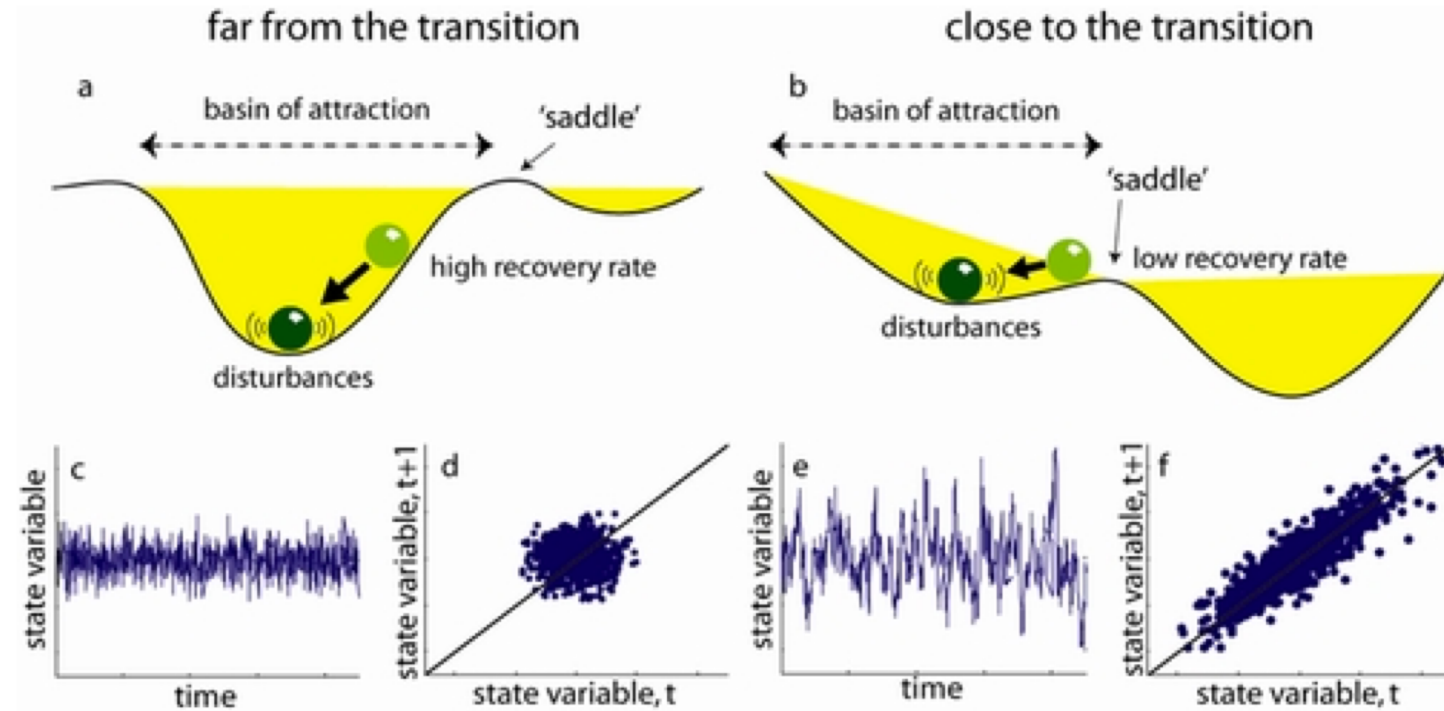 far from the transition
close to the transition
a
basin of attraction
'saddle'
high recovery rate
disturbances
b
basin of attraction
'saddle'
low recovery rate
disturbances
c
state variable
time
d
state variable, t+1
state variable, t
e
state variable
time
f
state variable, t+1
state variable, t